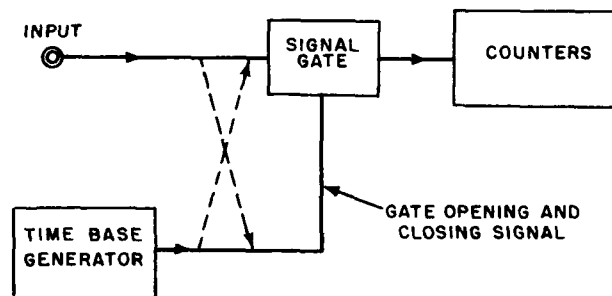 INPUT
SIGNAL
GATE
COUNTERS
TIME BASE
GENERATOR
GATE OPENING AND
CLOSING SIGNAL